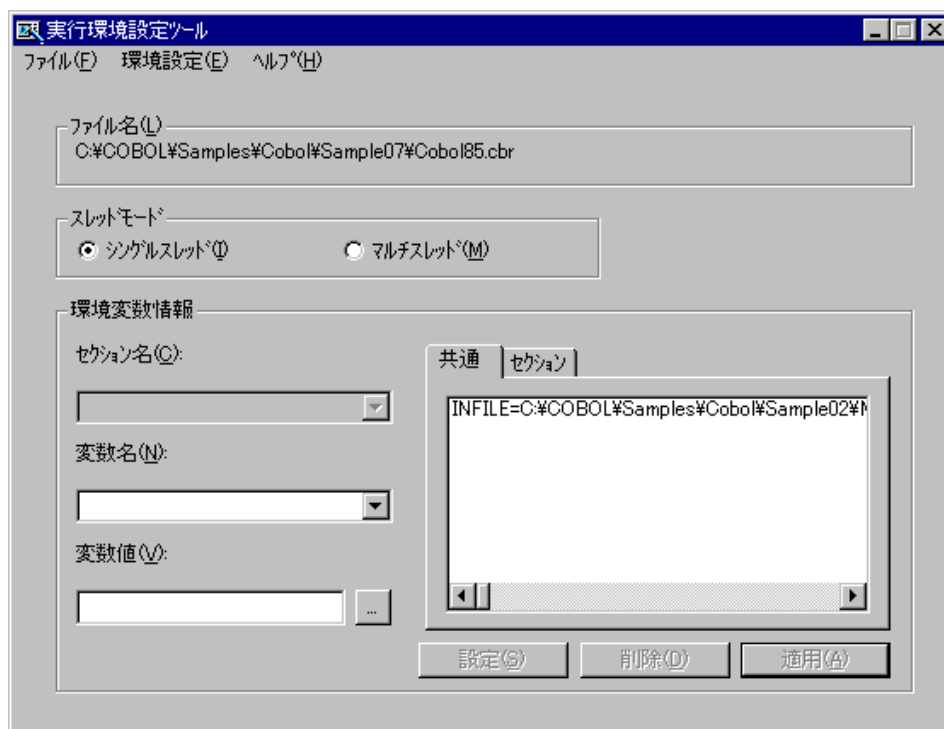 実行環境設定ツール
ﾌｧｲﾙ(F) 環境設定(E) ﾍﾙﾌﾟ(H)
ﾌｧｲﾙ名(L)
C:¥COBOL¥Samples¥Cobol¥Sample07¥Cobol85.cbr
ｽﾚｯﾄﾞﾓｰﾄﾞ
ｼﾝｸﾞﾙｽﾚｯﾄﾞ(I) ﾏﾙﾁｽﾚｯﾄﾞ(M)
環境変数情報
ｾｸｼｮﾝ名(C):
共通 ｾｸｼｮﾝ
INFILE=C:¥COBOL¥Samples¥Cobol¥Sample02¥
変数名(N):
変数値(V):
...
設定(S) 削除(D) 適用(A)